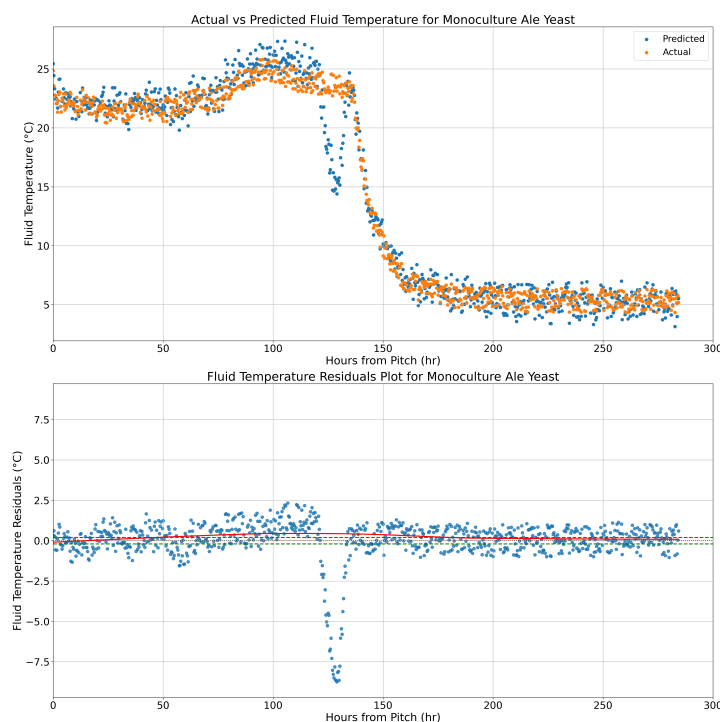 Actual vs Predicted Fluid Temperature for Monoculture Ale Yeast
Predicted
Actual
Fluid Temperature (°C)
25
20
15
10
5
0 50 100 150 200 250 300
Hours from Pitch (hr)
Fluid Temperature Residuals Plot for Monoculture Ale Yeast
Fluid Temperature Residuals (°C)
7.5
5.0
2.5
0.0
−2.5
−5.0
−7.5
0 50 100 150 200 250 300
Hours from Pitch (hr)